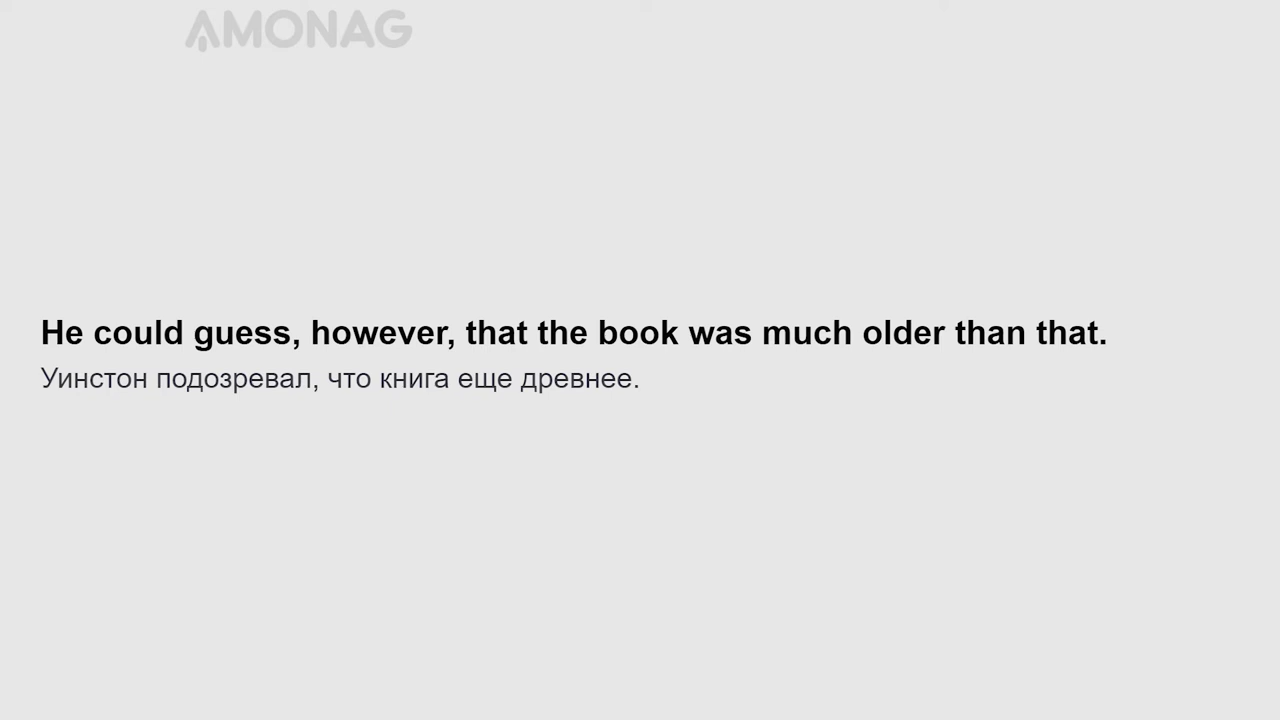 AMONAG
He could guess, however, that the book was much older than that.
Уинстон подозревал, что книга еще древнее.